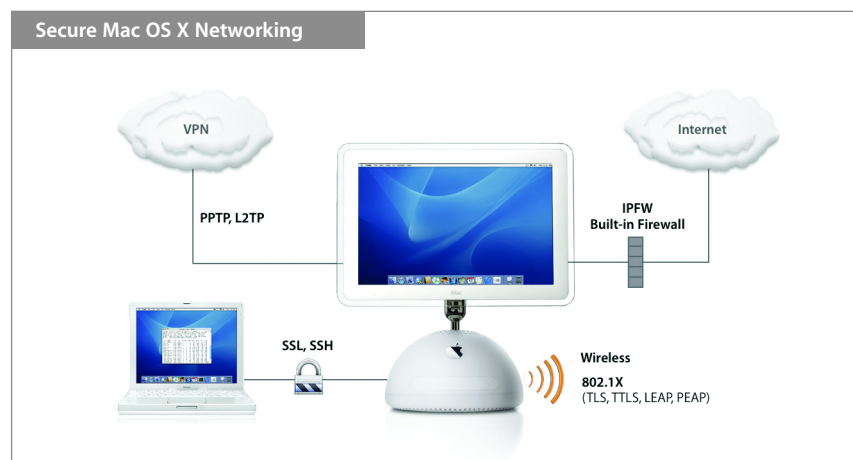 Secure Mac OS X Networking
VPN
Internet
PPTP, L2TP
IPFW
Built-in Firewall
SSL, SSH
Wireless
802.1X
(TLS, TTLS, LEAP, PEAP)